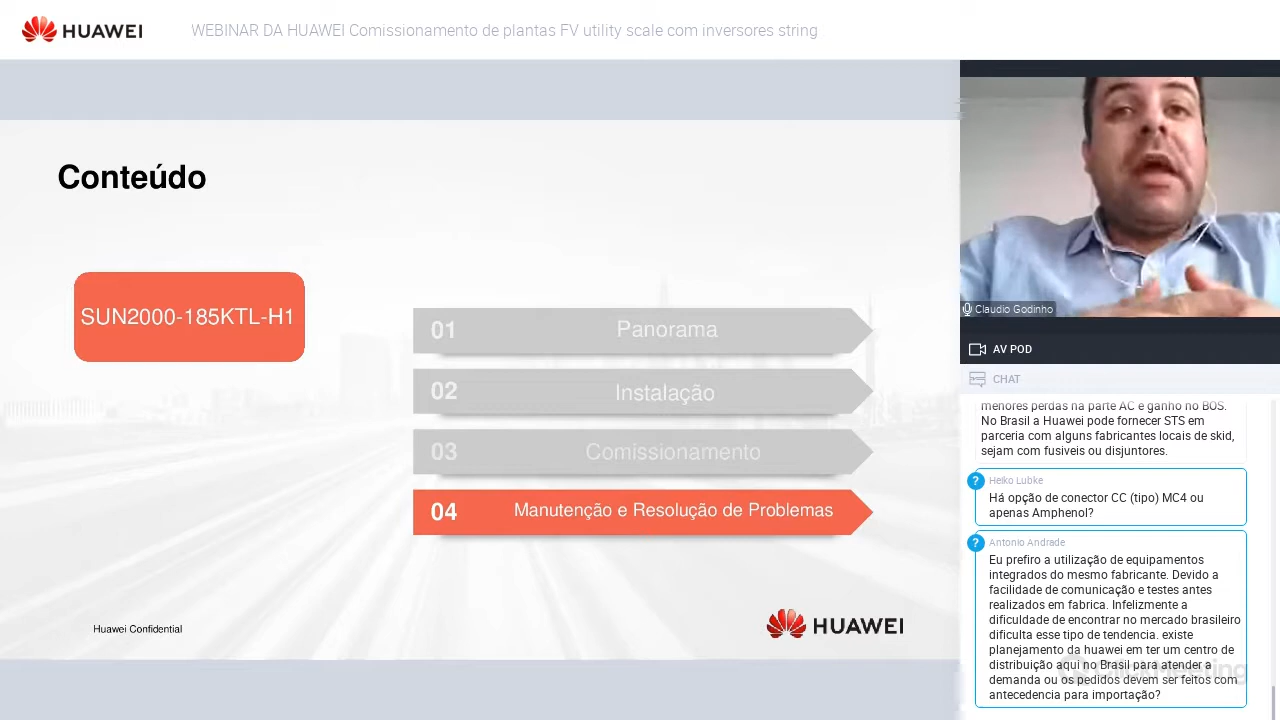 HUAWEI
WEBINAR DA HUAWEI Comissionamento de plantas FV utility scale com inversores string
Conteúdo
SUN2000-185KTL-H1
01 Panorama
02 Instalação
03 Comissionamento
04 Manutenção e Resolução de Problemas
Huawei Confidential
HUAWEI
Claudio Godinho
AV POD
CHAT
menores perdas na parte AC e ganho no BOS.
No Brasil a Huawei pode fornecer STS em
parceria com alguns fabricantes locais de skid,
sejam com fusiveis ou disjuntores.
?
Heiko Lubke
Há opção de conector CC (tipo) MC4 ou
apenas Amphenol?
?
Antonio Andrade
Eu prefiro a utilização de equipamentos
integrados do mesmo fabricante. Devido a
facilidade de comunicação e testes antes
realizados em fabrica. Infelizmente a
dificuldade de encontrar no mercado brasileiro
dificulta esse tipo de tendencia. existe
planejamento da huawei em ter um centro de
distribuição aqui no Brasil para atender a
demanda ou os pedidos devem ser feitos com
antecedencia para importação?
ClickMeeting